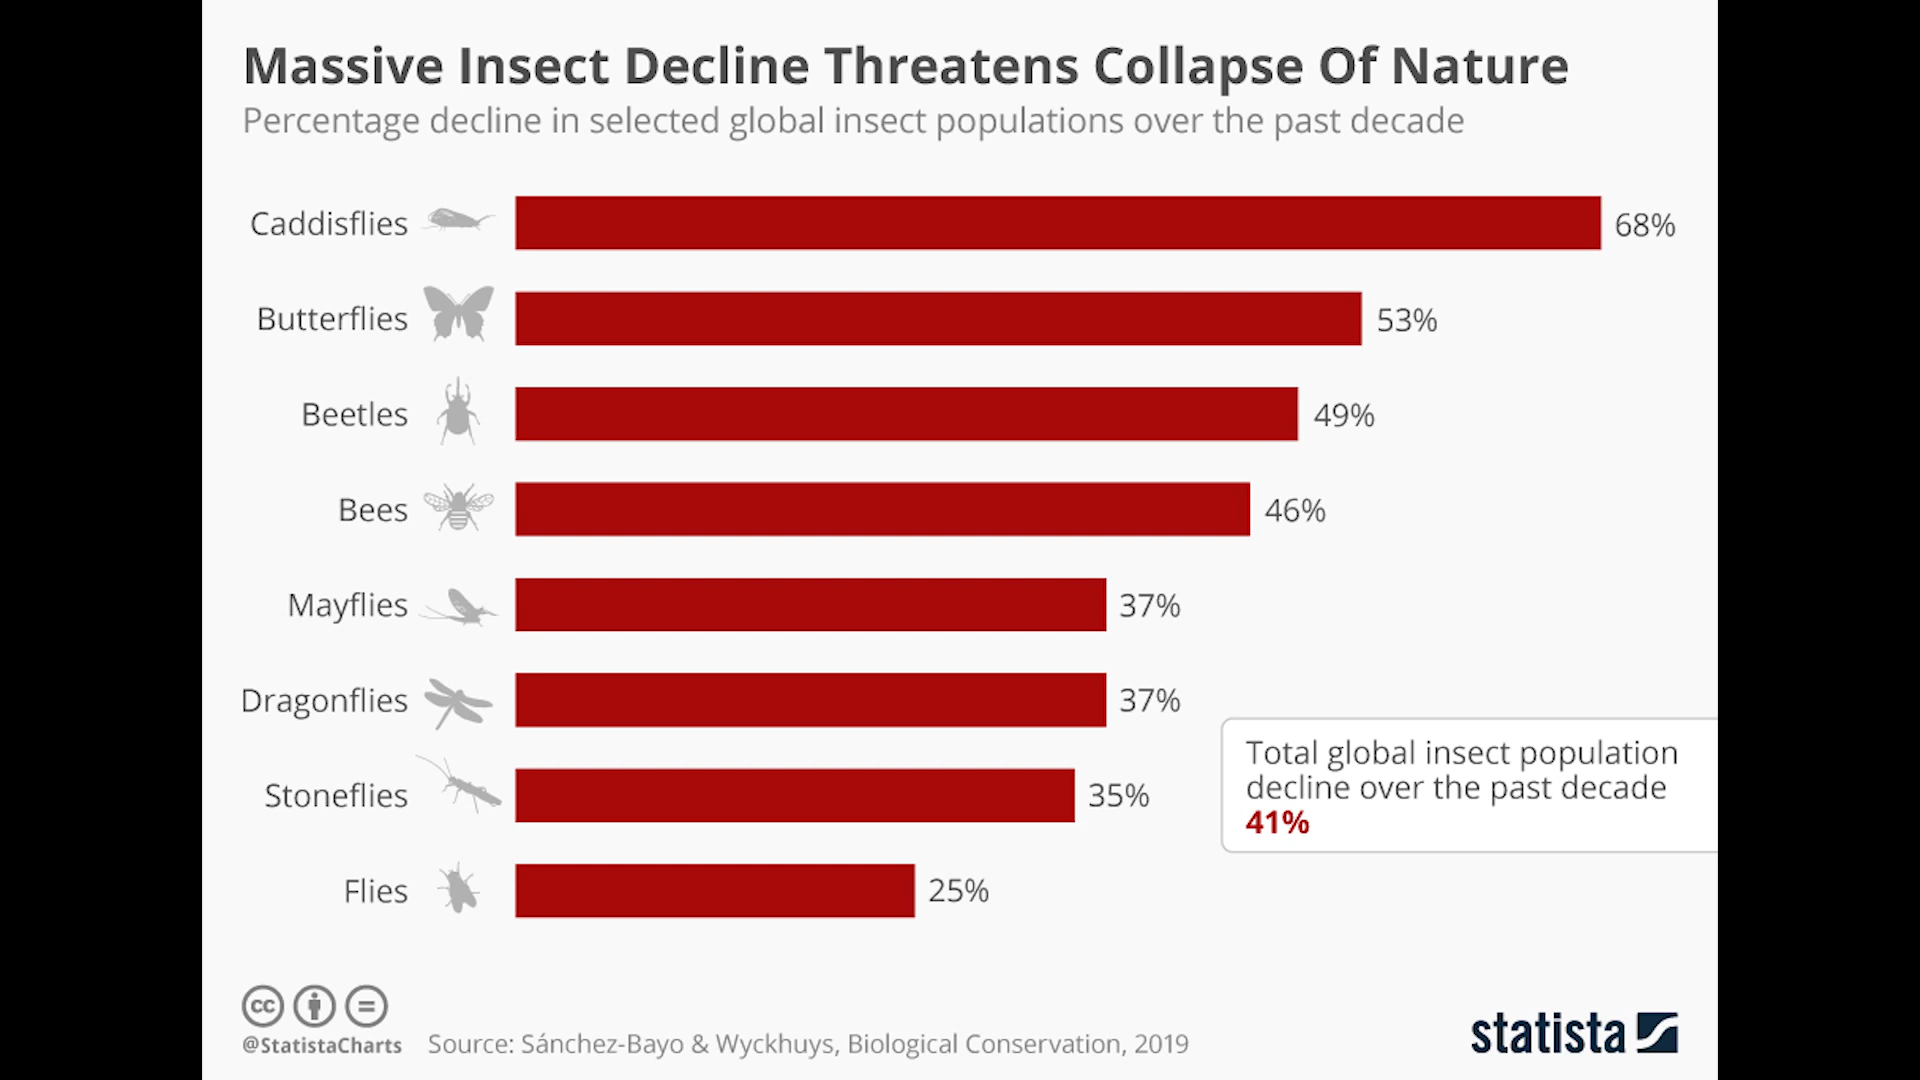 Massive Insect Decline Threatens Collapse Of Nature
Percentage decline in selected global insect populations over the past decade
Caddisflies 68%
Butterflies 53%
Beetles 49%
Bees 46%
Mayflies 37%
Dragonflies 37%
Stoneflies 35%
Flies 25%
Total global insect population
decline over the past decade
41%
cc
@StatistaCharts Source: Sánchez-Bayo & Wyckhuys, Biological Conservation, 2019
statista